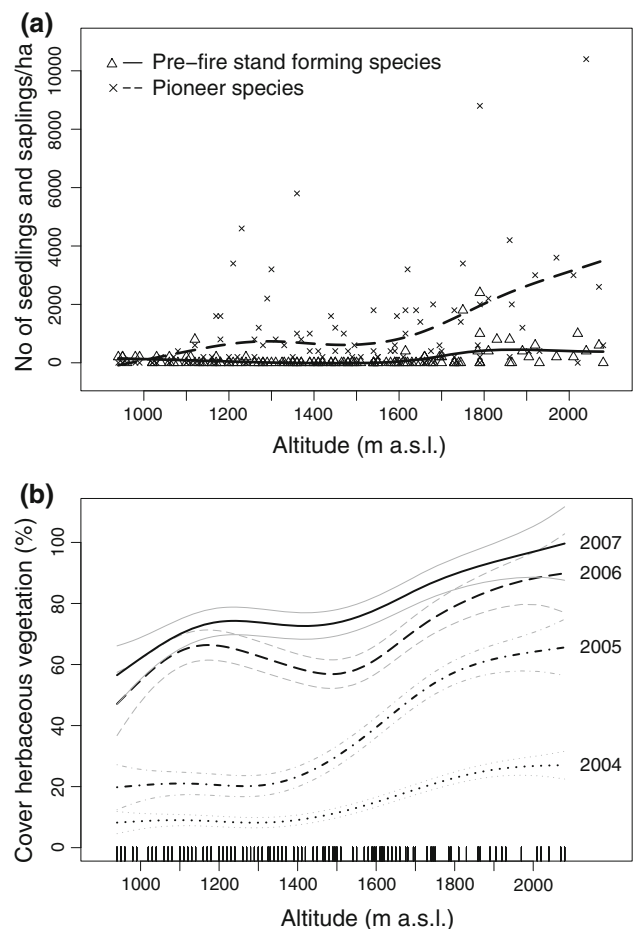 (a)
No of seedlings and saplings/ha
10000
8000
6000
4000
2000
0
Pre-fire stand forming species
Pioneer species
1000 1200 1400 1600 1800 2000
Altitude (m a.s.l.)
(b)
Cover herbaceous vegetation (%)
100
80
60
40
20
0
2007
2006
2005
2004
1000 1200 1400 1600 1800 2000
Altitude (m a.s.l.)